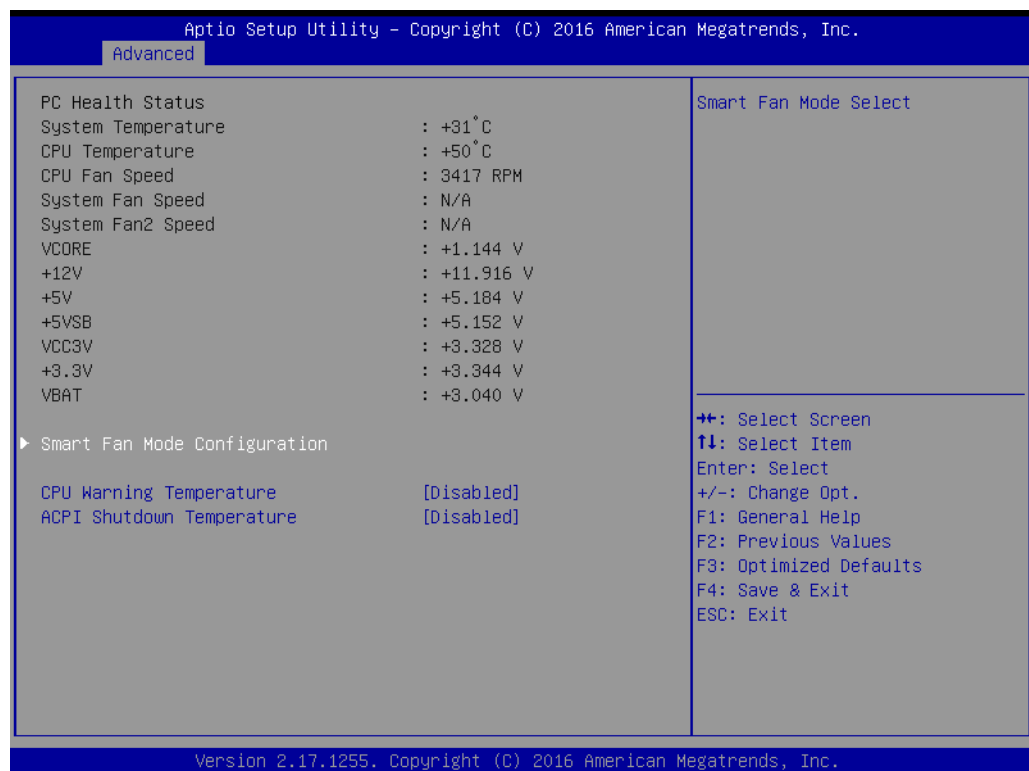 Aptio Setup Utility – Copyright (C) 2016 American Megatrends, Inc.
Advanced
PC Health Status
System Temperature : +31°C
CPU Temperature : +50°C
CPU Fan Speed : 3417 RPM
System Fan Speed : N/A
System Fan2 Speed : N/A
VCORE : +1.144 V
+12V : +11.916 V
+5V : +5.184 V
+5VSB : +5.152 V
VCC3V : +3.328 V
+3.3V : +3.344 V
VBAT : +3.040 V
Smart Fan Mode Configuration
CPU Warning Temperature [Disabled]
ACPI Shutdown Temperature [Disabled]
Smart Fan Mode Select
→←: Select Screen
↑↓: Select Item
Enter: Select
+/-: Change Opt.
F1: General Help
F2: Previous Values
F3: Optimized Defaults
F4: Save & Exit
ESC: Exit
Version 2.17.1255. Copyright (C) 2016 American Megatrends, Inc.